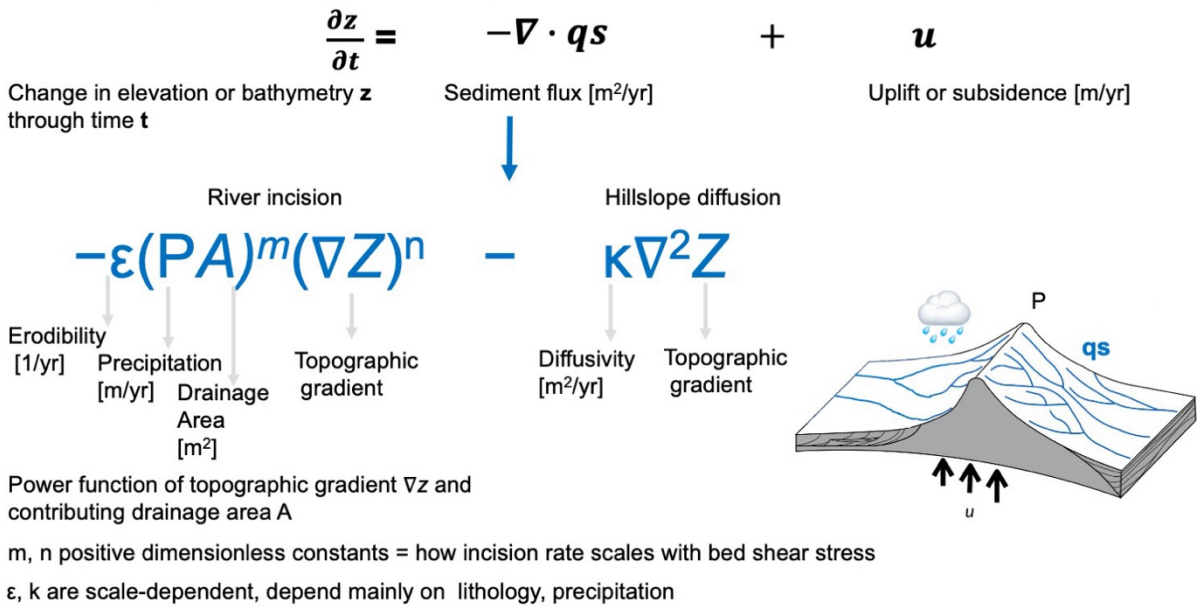 ∂z/∂t = −∇ · qs + u
Change in elevation or bathymetry z
through time t
Sediment flux [m²/yr]
Uplift or subsidence [m/yr]
River incision
Hillslope diffusion
−ε(PA)ᵐ(∇Z)ⁿ − κ∇²Z
Erodibility
[1/yr]
Precipitation
[m/yr]
Drainage
Area
[m²]
Topographic
gradient
Diffusivity
[m²/yr]
Topographic
gradient
P
qs
u
Power function of topographic gradient ∇z and
contributing drainage area A
m, n positive dimensionless constants = how incision rate scales with bed shear stress
ε, k are scale-dependent, depend mainly on lithology, precipitation